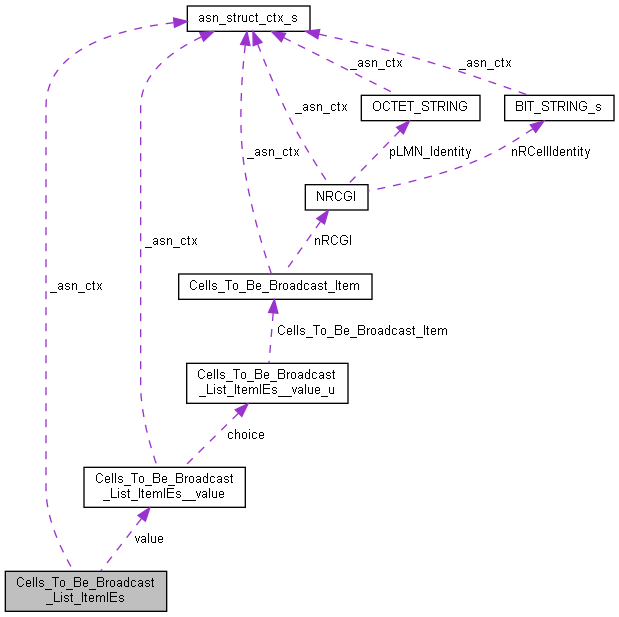 asn_struct_ctx_s
_asn_ctx
_asn_ctx
OCTET_STRING
BIT_STRING_s
_asn_ctx
_asn_ctx
pLMN_Identity
nRCellIdentity
NRCGI
_asn_ctx
nRCGI
_asn_ctx
Cells_To_Be_Broadcast_Item
Cells_To_Be_Broadcast_Item
Cells_To_Be_Broadcast
_List_ItemIEs__value_u
choice
Cells_To_Be_Broadcast
_List_ItemIEs__value
value
Cells_To_Be_Broadcast
_List_ItemIEs